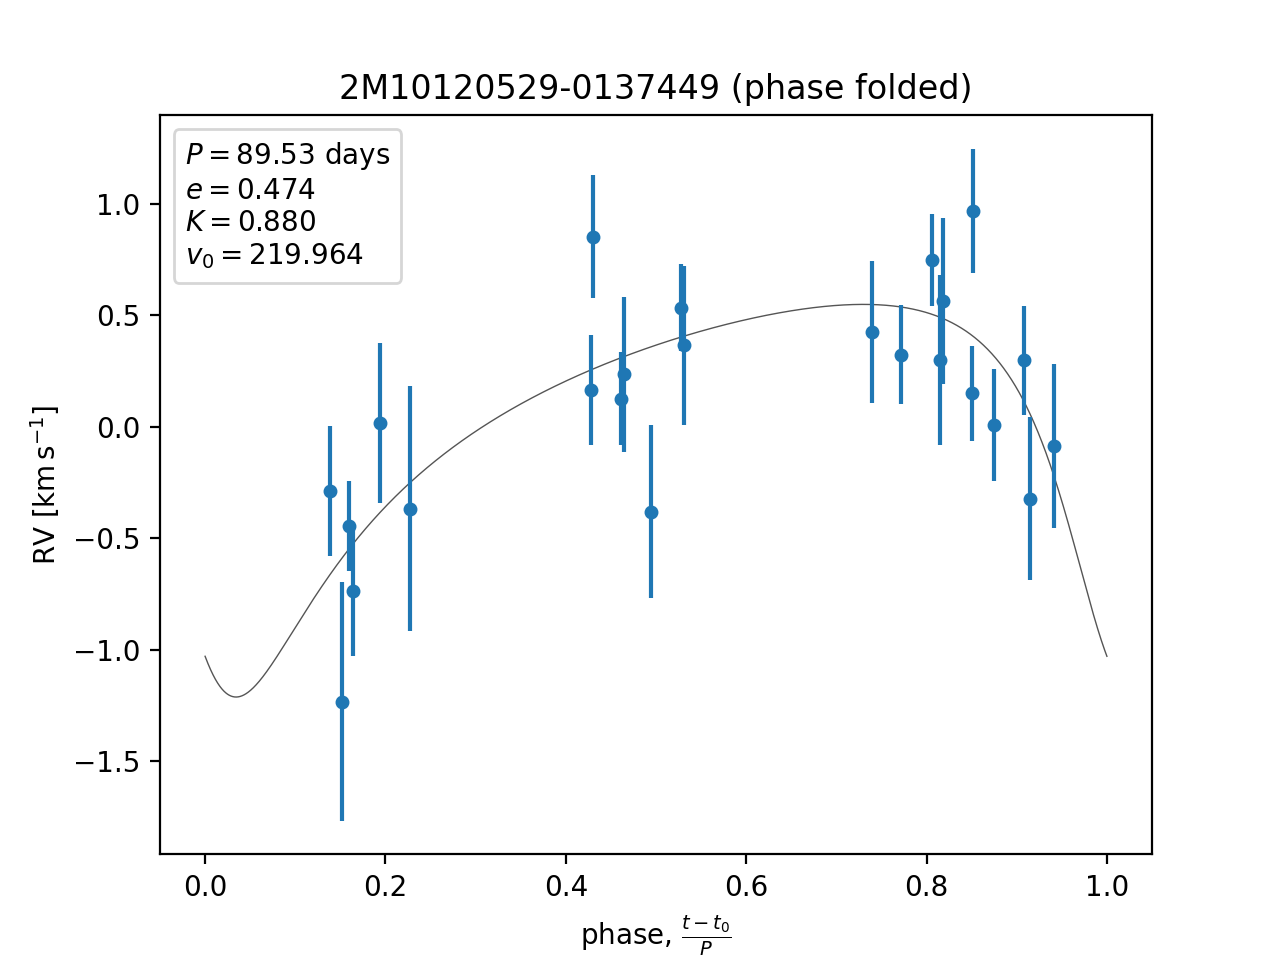 2M10120529-0137449 (phase folded)
P = 89.53 days
e = 0.474
K = 0.880
v₀ = 219.964
1.0
0.5
0.0
−0.5
−1.0
−1.5
RV [km s⁻¹]
0.0 0.2 0.4 0.6 0.8 1.0
phase, (t − t₀)/P